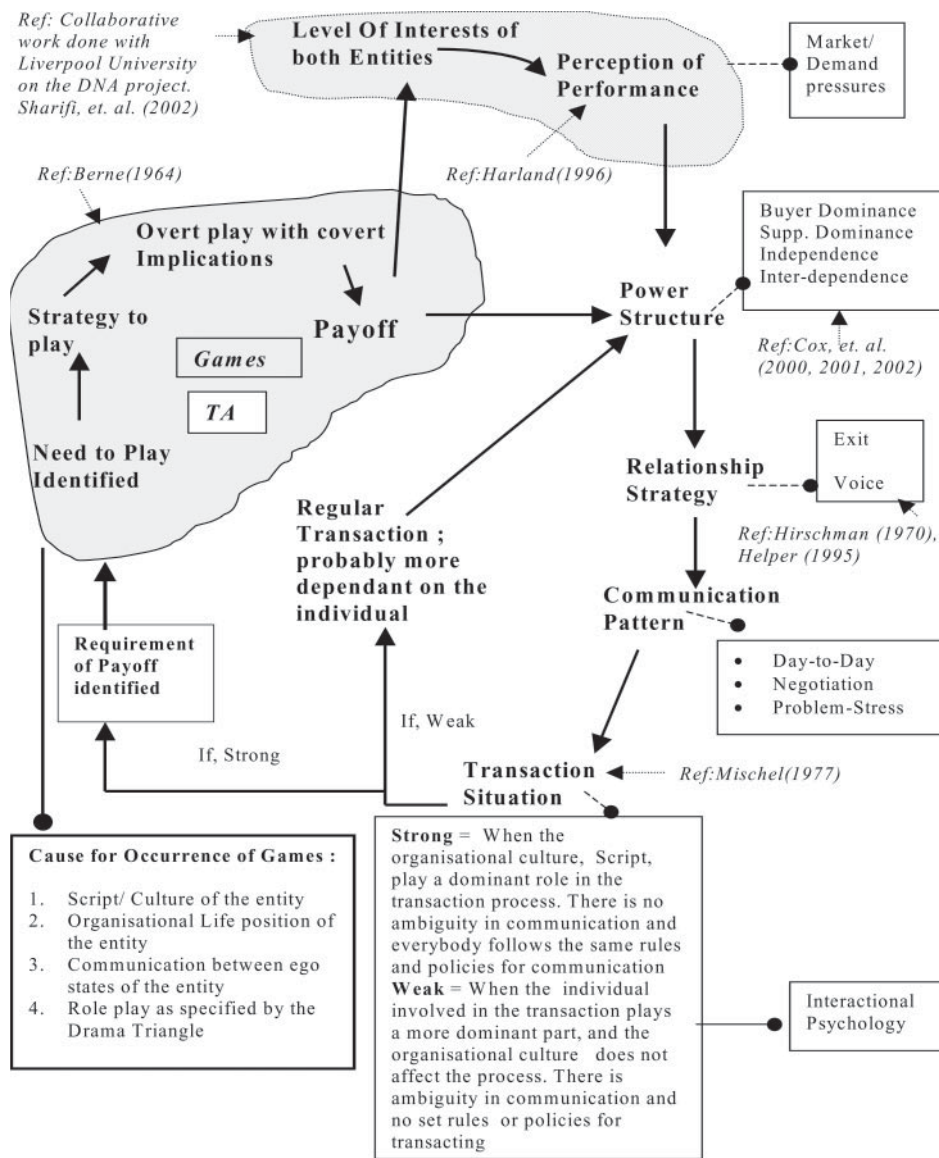 Ref: Collaborative
work done with
Liverpool University
on the DNA project.
Sharifi, et. al. (2002)
Level Of Interests of
both Entities
Perception of
Performance
Market/
Demand
pressures
Ref:Berne(1964)
Ref:Harland(1996)
Overt play with covert
Implications
Buyer Dominance
Supp. Dominance
Independence
Inter-dependence
Strategy to
play
Payoff
Power
Structure
Games
TA
Ref:Cox, et. al.
(2000, 2001, 2002)
Need to Play
Identified
Relationship
Strategy
Exit
Voice
Regular
Transaction ;
probably more
dependant on the
individual
Ref:Hirschman (1970),
Helper (1995)
Communication
Pattern
Requirement
of Payoff
identified
• Day-to-Day
• Negotiation
• Problem-Stress
If, Weak
If, Strong
Transaction
Situation
Ref:Mischel(1977)
Cause for Occurrence of Games :
1. Script/ Culture of the entity
2. Organisational Life position of
the entity
3. Communication between ego
states of the entity
4. Role play as specified by the
Drama Triangle
Strong = When the
organisational culture, Script,
play a dominant role in the
transaction process. There is no
ambiguity in communication and
everybody follows the same rules
and policies for communication
Weak = When the individual
involved in the transaction plays
a more dominant part, and the
organisational culture does not
affect the process. There is
ambiguity in communication and
no set rules or policies for
transacting
Interactional
Psychology